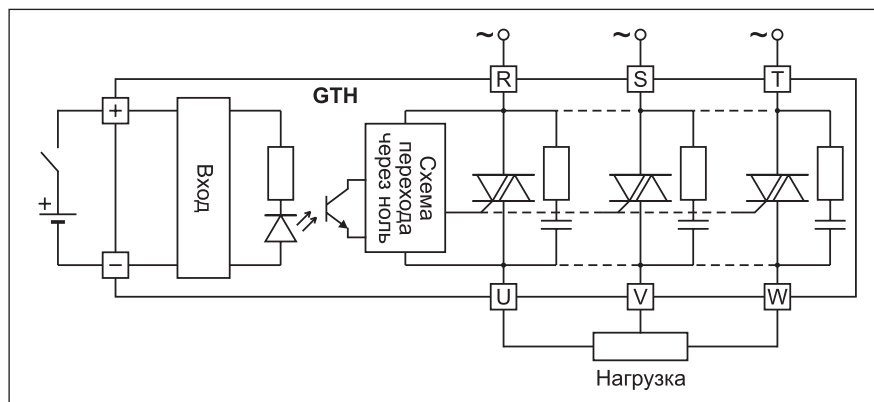 ~ ~ ~
R S T
GTH
+
+
−
Вход
Схема
перехода
через ноль
U V W
Нагрузка